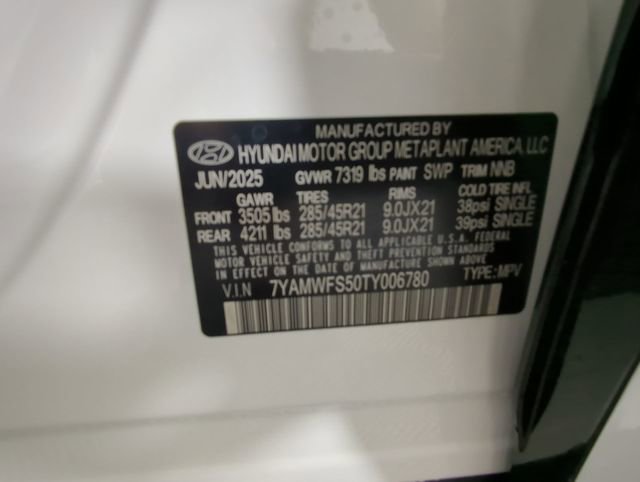 MANUFACTURED BY
HYUNDAI MOTOR GROUP METAPLANT AMERICA, LLC
JUN/2025 GVWR 7319 lbs PAINT SWP TRIM NNB
GAWR TIRES RIMS COLD TIRE INFL.
FRONT 3505 lbs 285/45R21 9.0JX21 38psi SINGLE
REAR 4211 lbs 285/45R21 9.0JX21 39psi SINGLE
THIS VEHICLE CONFORMS TO ALL APPLICABLE U.S.A. FEDERAL
MOTOR VEHICLE SAFETY, BUMPER, AND THEFT
PREVENTION STANDARDS IN EFFECT ON THE
DATE OF MANUFACTURE SHOWN ABOVE
V.I.N 7YAMWFS50TY006780 TYPE: MPV